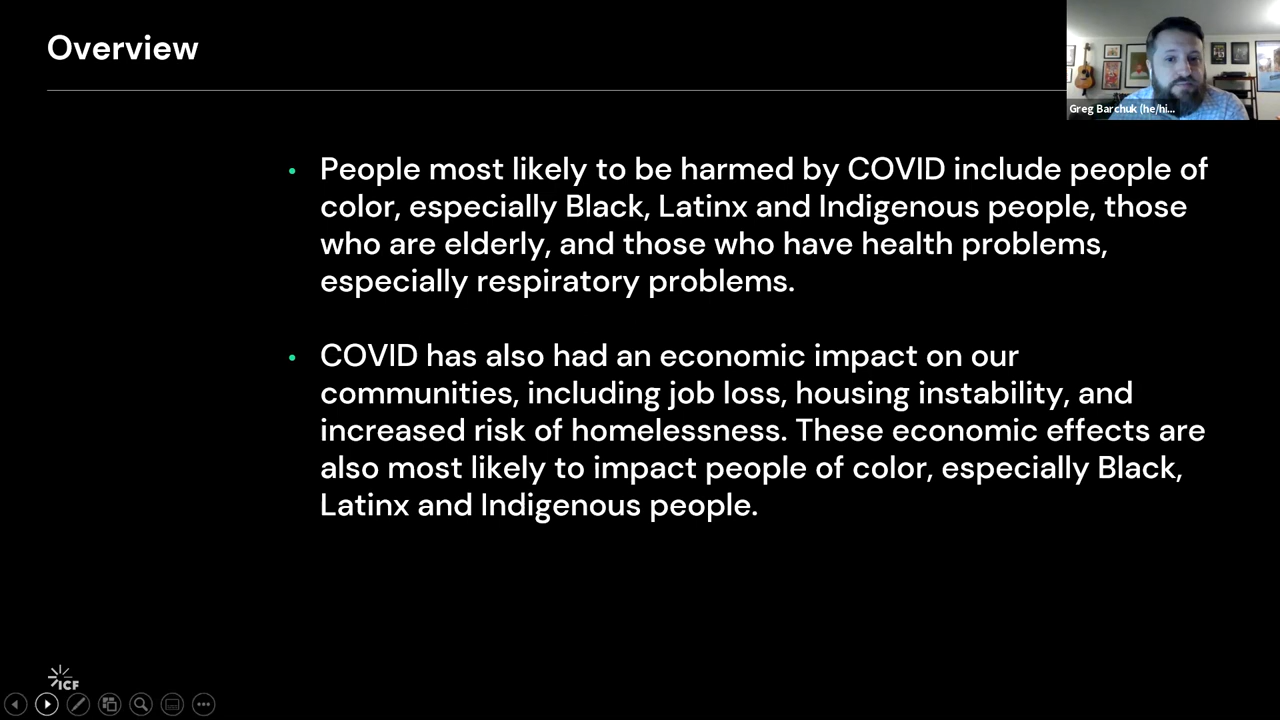 Overview
Greg Barchuk (he/hi...
• People most likely to be harmed by COVID include people of
color, especially Black, Latinx and Indigenous people, those
who are elderly, and those who have health problems,
especially respiratory problems.
• COVID has also had an economic impact on our
communities, including job loss, housing instability, and
increased risk of homelessness. These economic effects are
also most likely to impact people of color, especially Black,
Latinx and Indigenous people.
ICF